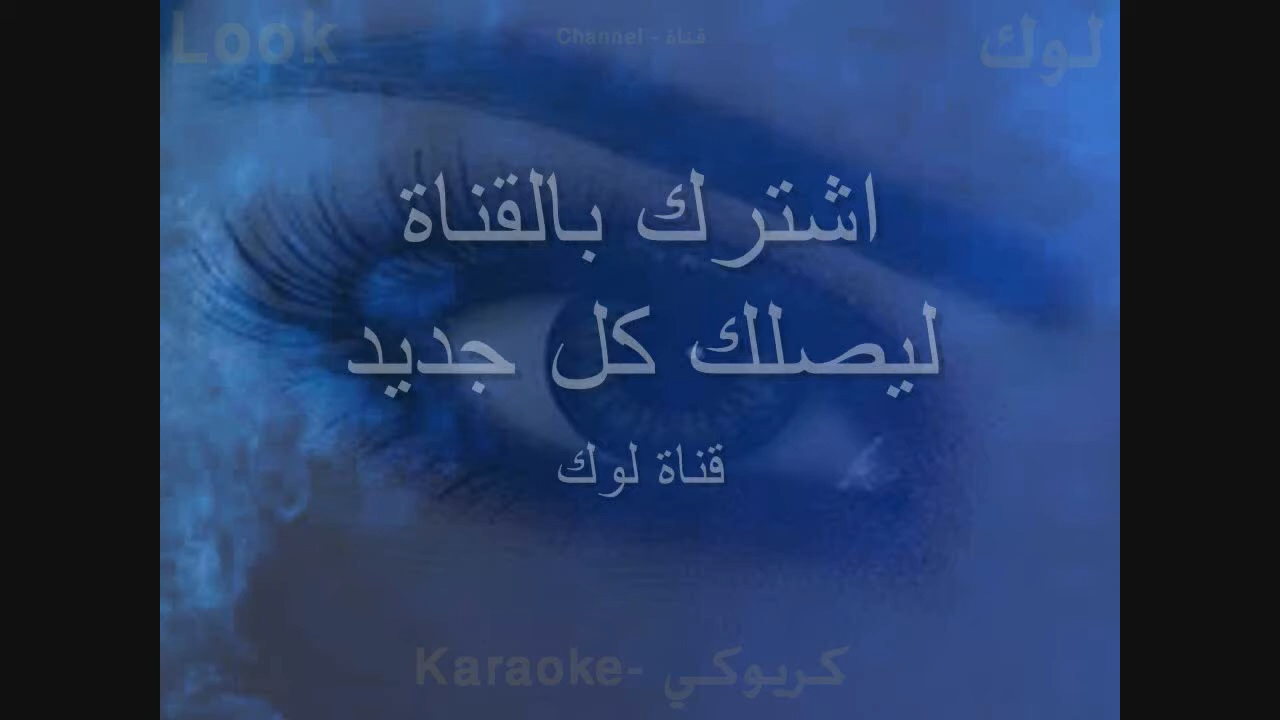 Look
Channel - قناة
لوك
اشترك بالقناة
ليصلك كل جديد
قناة لوك
Karaoke- كريوكي